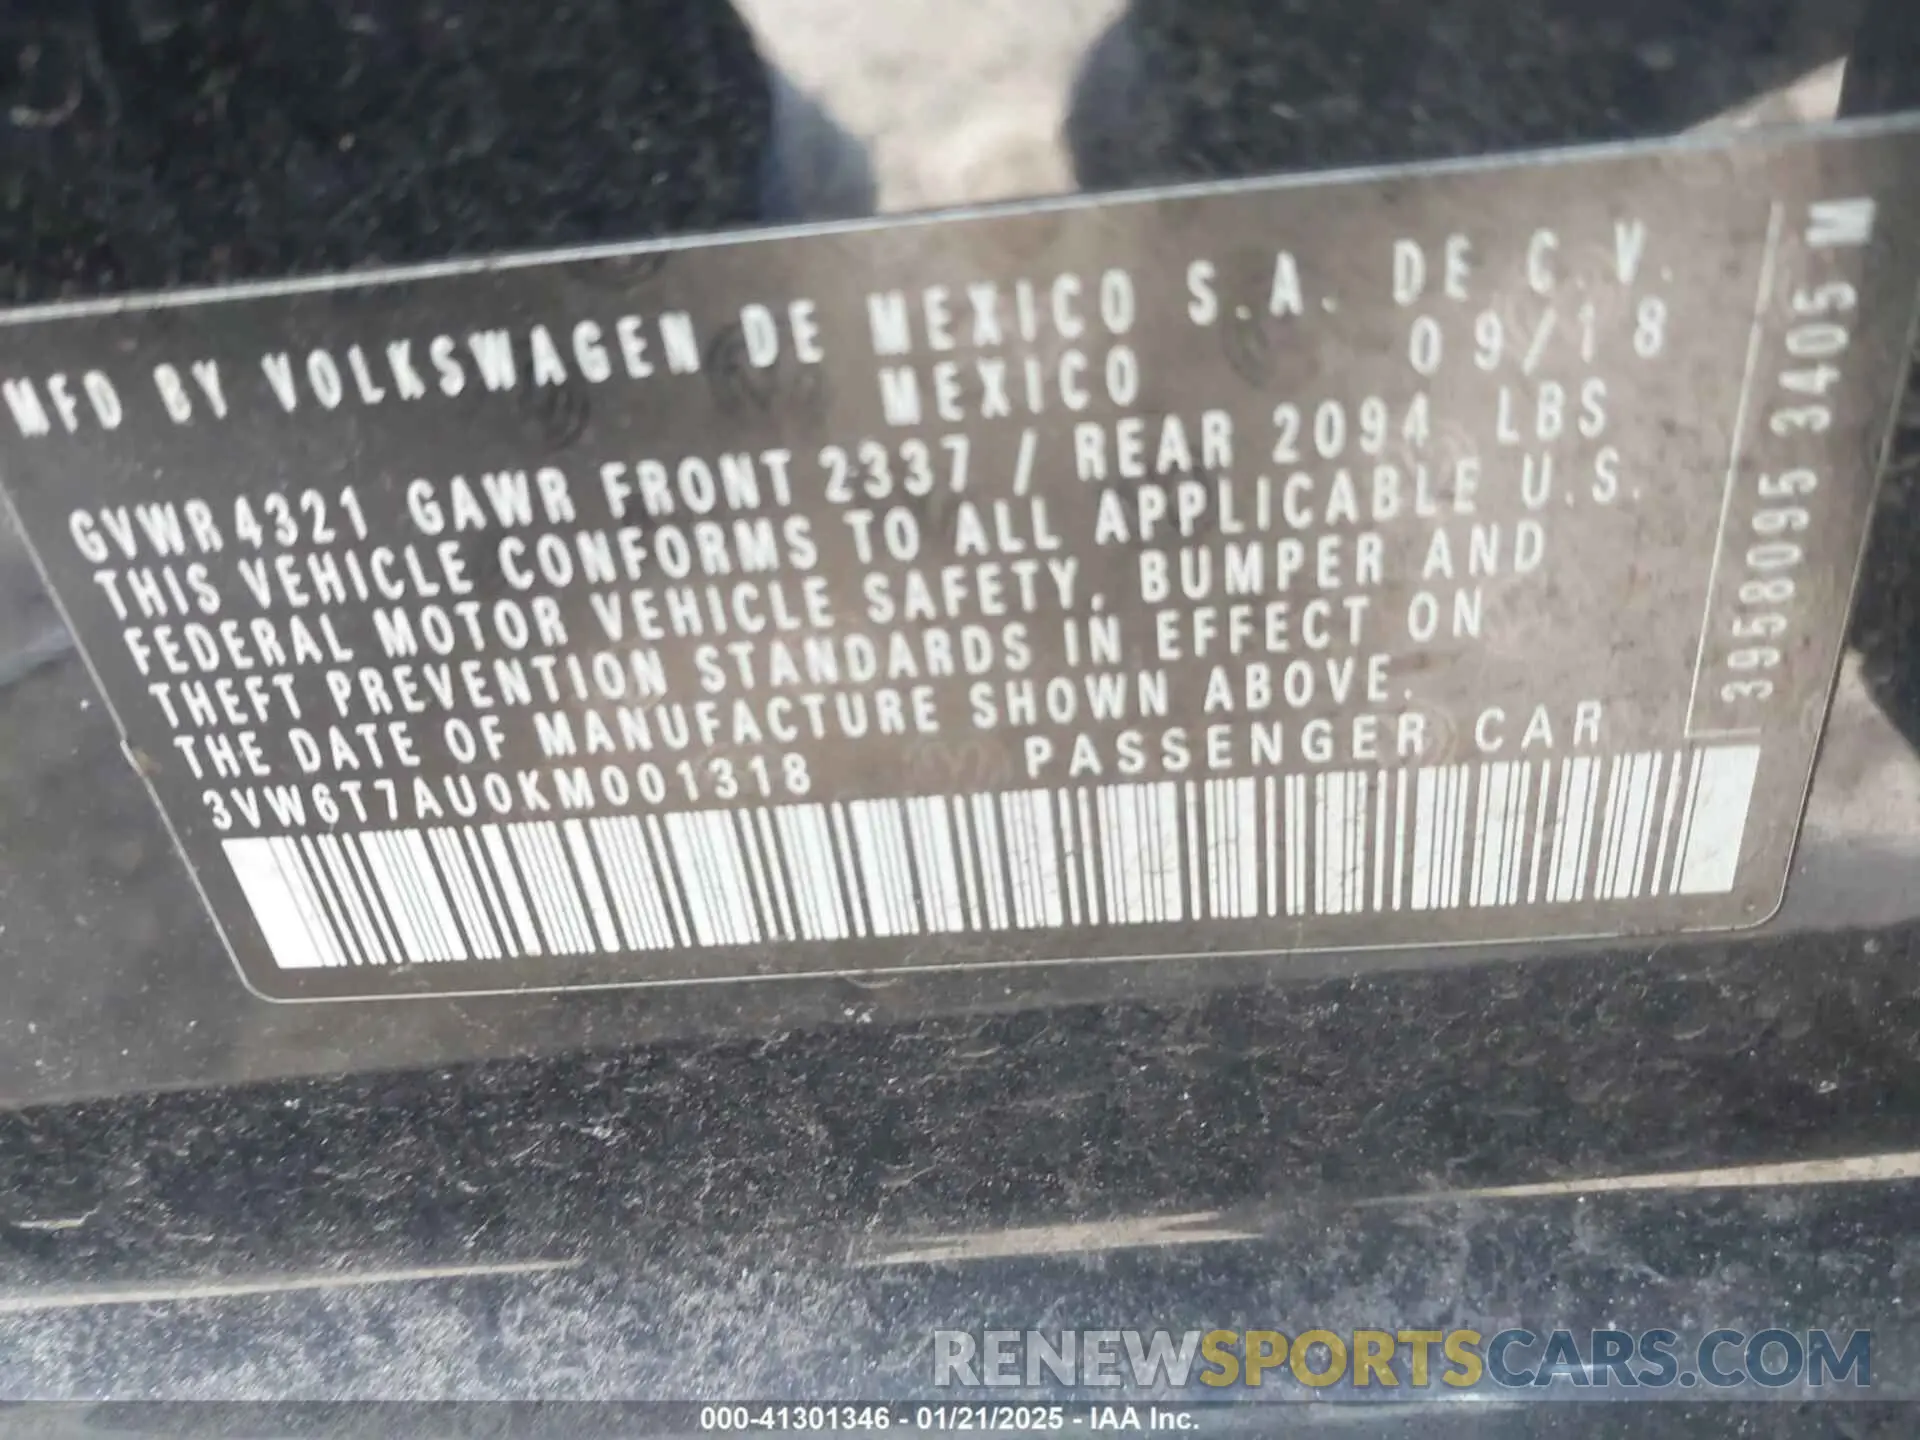 MFD BY VOLKSWAGEN DE MEXICO S.A. DE C.V.
MEXICO 09/18
GVWR 4321 GAWR FRONT 2337 / REAR 2094 LBS
THIS VEHICLE CONFORMS TO ALL APPLICABLE U.S.
FEDERAL MOTOR VEHICLE SAFETY, BUMPER AND
THEFT PREVENTION STANDARDS IN EFFECT ON
THE DATE OF MANUFACTURE SHOWN ABOVE.
3VW6T7AU0KM001318 PASSENGER CAR
3958095 3405 M
RENEWSPORTSCARS.COM
000-41301346 - 01/21/2025 - IAA Inc.